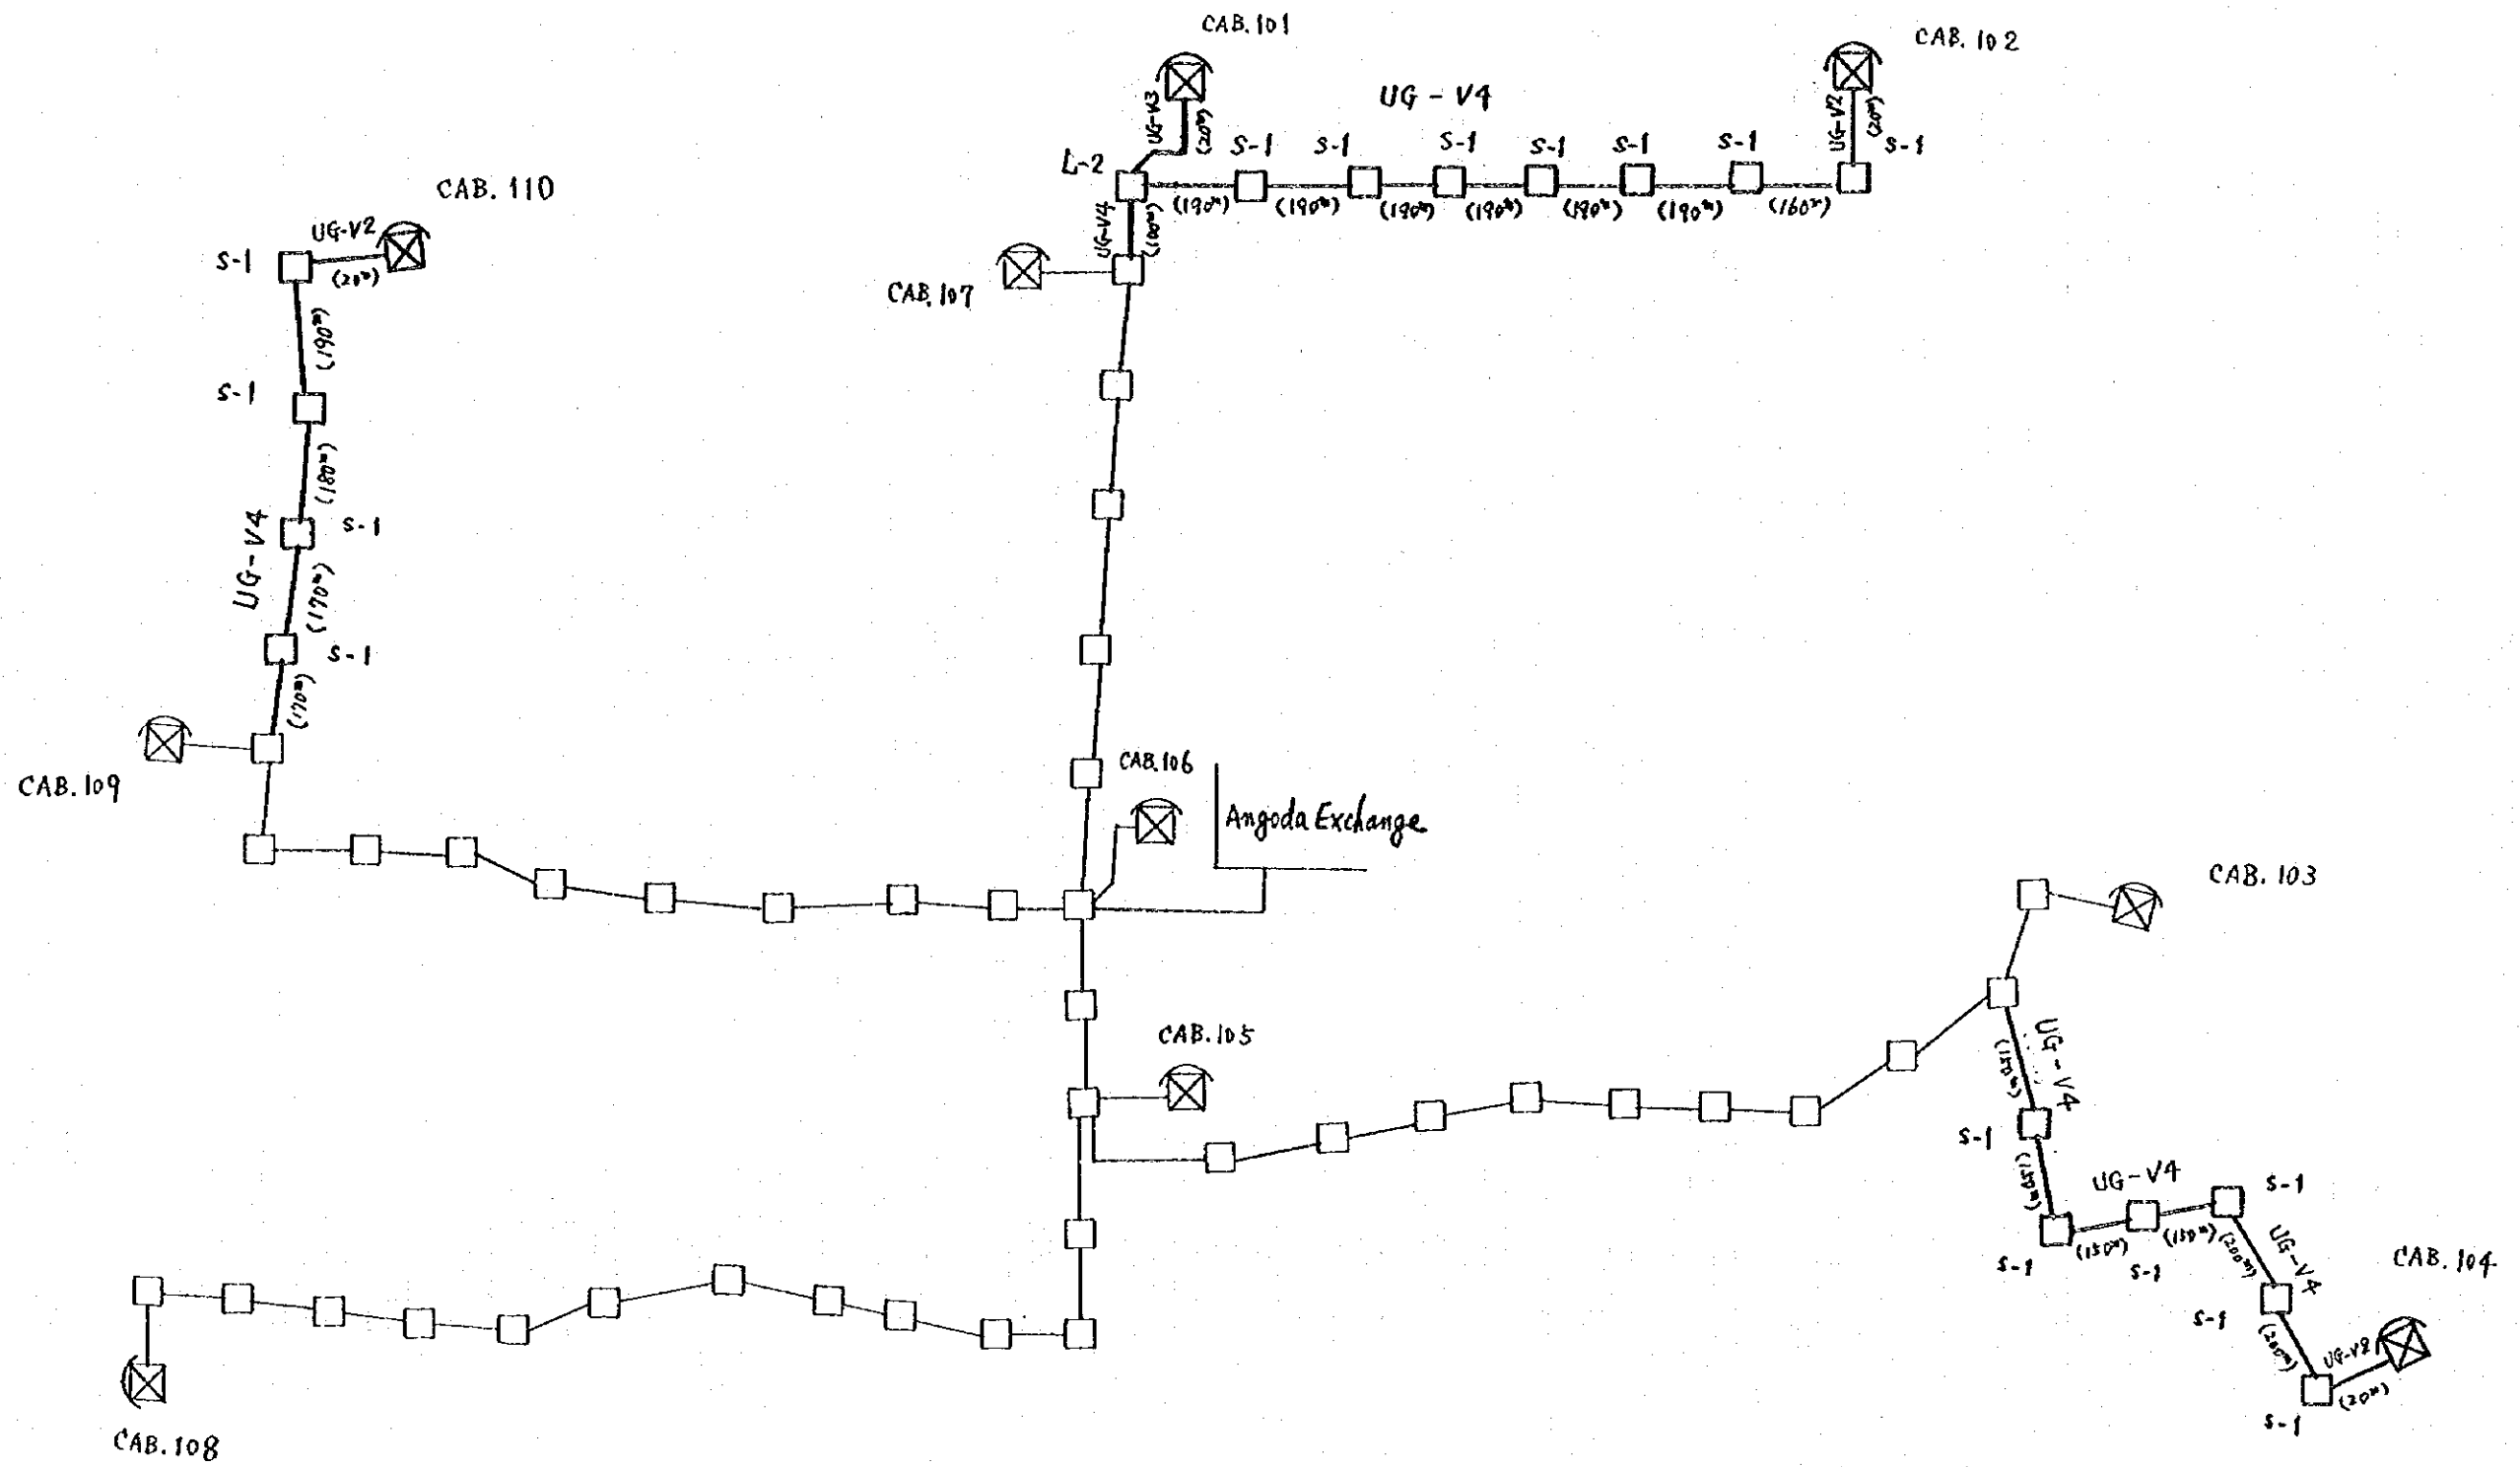 CAB. 101
CAB. 102
UG-V3
(20m)
UG - V4
UG-V2
(20m)
L-2
S-1
S-1
S-1
S-1
S-1
S-1
S-1
(190m)
(190m)
(190m)
(190m)
(190m)
(190m)
(160m)
UG-V4
(100m)
CAB. 107
CAB. 110
UG-V2
S-1
(20m)
(190m)
S-1
(180m)
S-1
UG-V4
(170m)
S-1
(170m)
CAB. 109
CAB. 106
Angoda Exchange
CAB. 103
CAB. 105
UG-V4
(150m)
S-1
(150m)
UG-V4
S-1
(150m)
(150m)
S-1
S-1
(200m)
UG-V4
CAB. 104
S-1
(200m)
UG-V2
(20m)
S-1
CAB. 108